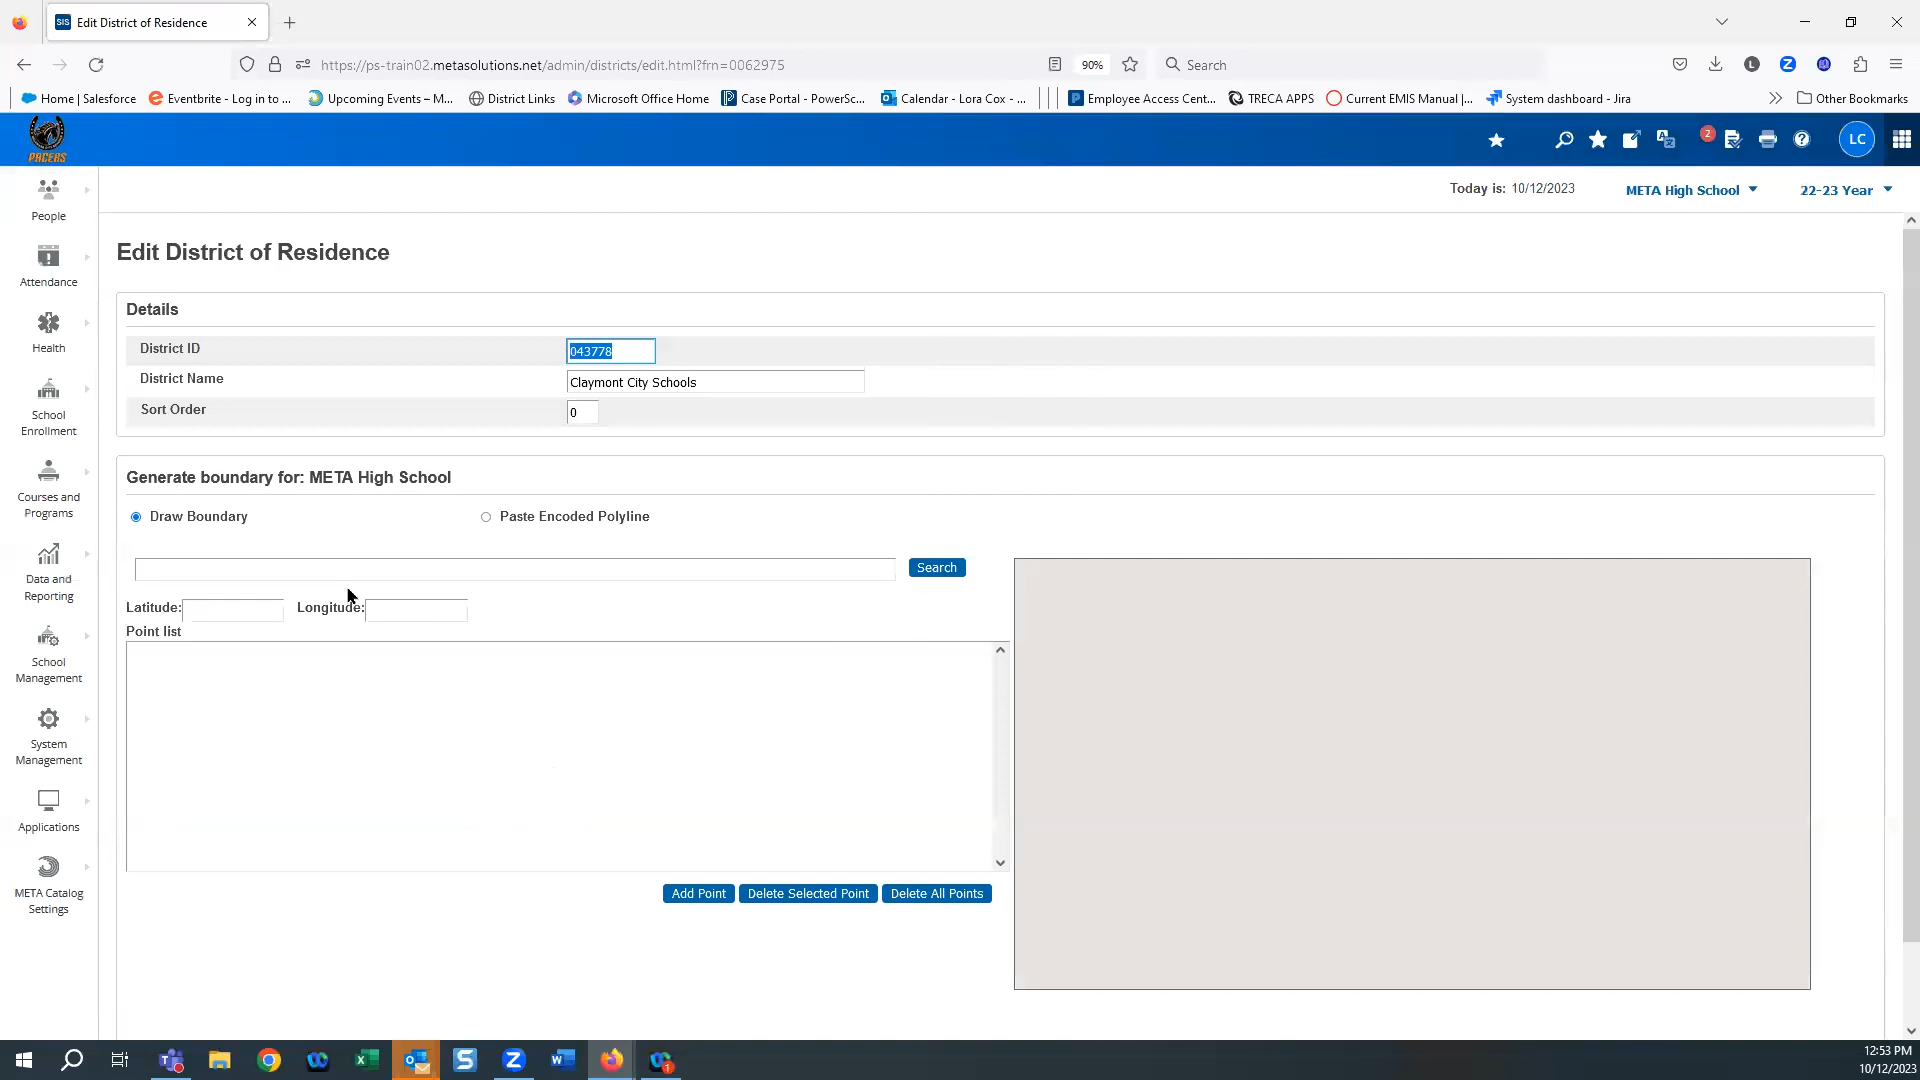 SIS Edit District of Residence
https://ps-train02.metasolutions.net/admin/districts/edit.html?frn=0062975
90%
Search
Home | Salesforce
Eventbrite - Log in to ...
Upcoming Events – M...
District Links
Microsoft Office Home
Case Portal - PowerSc...
Calendar - Lora Cox - ...
Employee Access Cent...
TRECA APPS
Current EMIS Manual |...
System dashboard - Jira
Other Bookmarks
PACERS
2
LC
Today is: 10/12/2023
META High School
22-23 Year
People
Attendance
Health
School
Enrollment
Courses and
Programs
Data and
Reporting
School
Management
System
Management
Applications
META Catalog
Settings
Edit District of Residence
Details
District ID
043778
District Name
Claymont City Schools
Sort Order
0
Generate boundary for: META High School
Draw Boundary
Paste Encoded Polyline
Search
Latitude:
Longitude:
Point list
Add Point
Delete Selected Point
Delete All Points
12:53 PM
10/12/2023